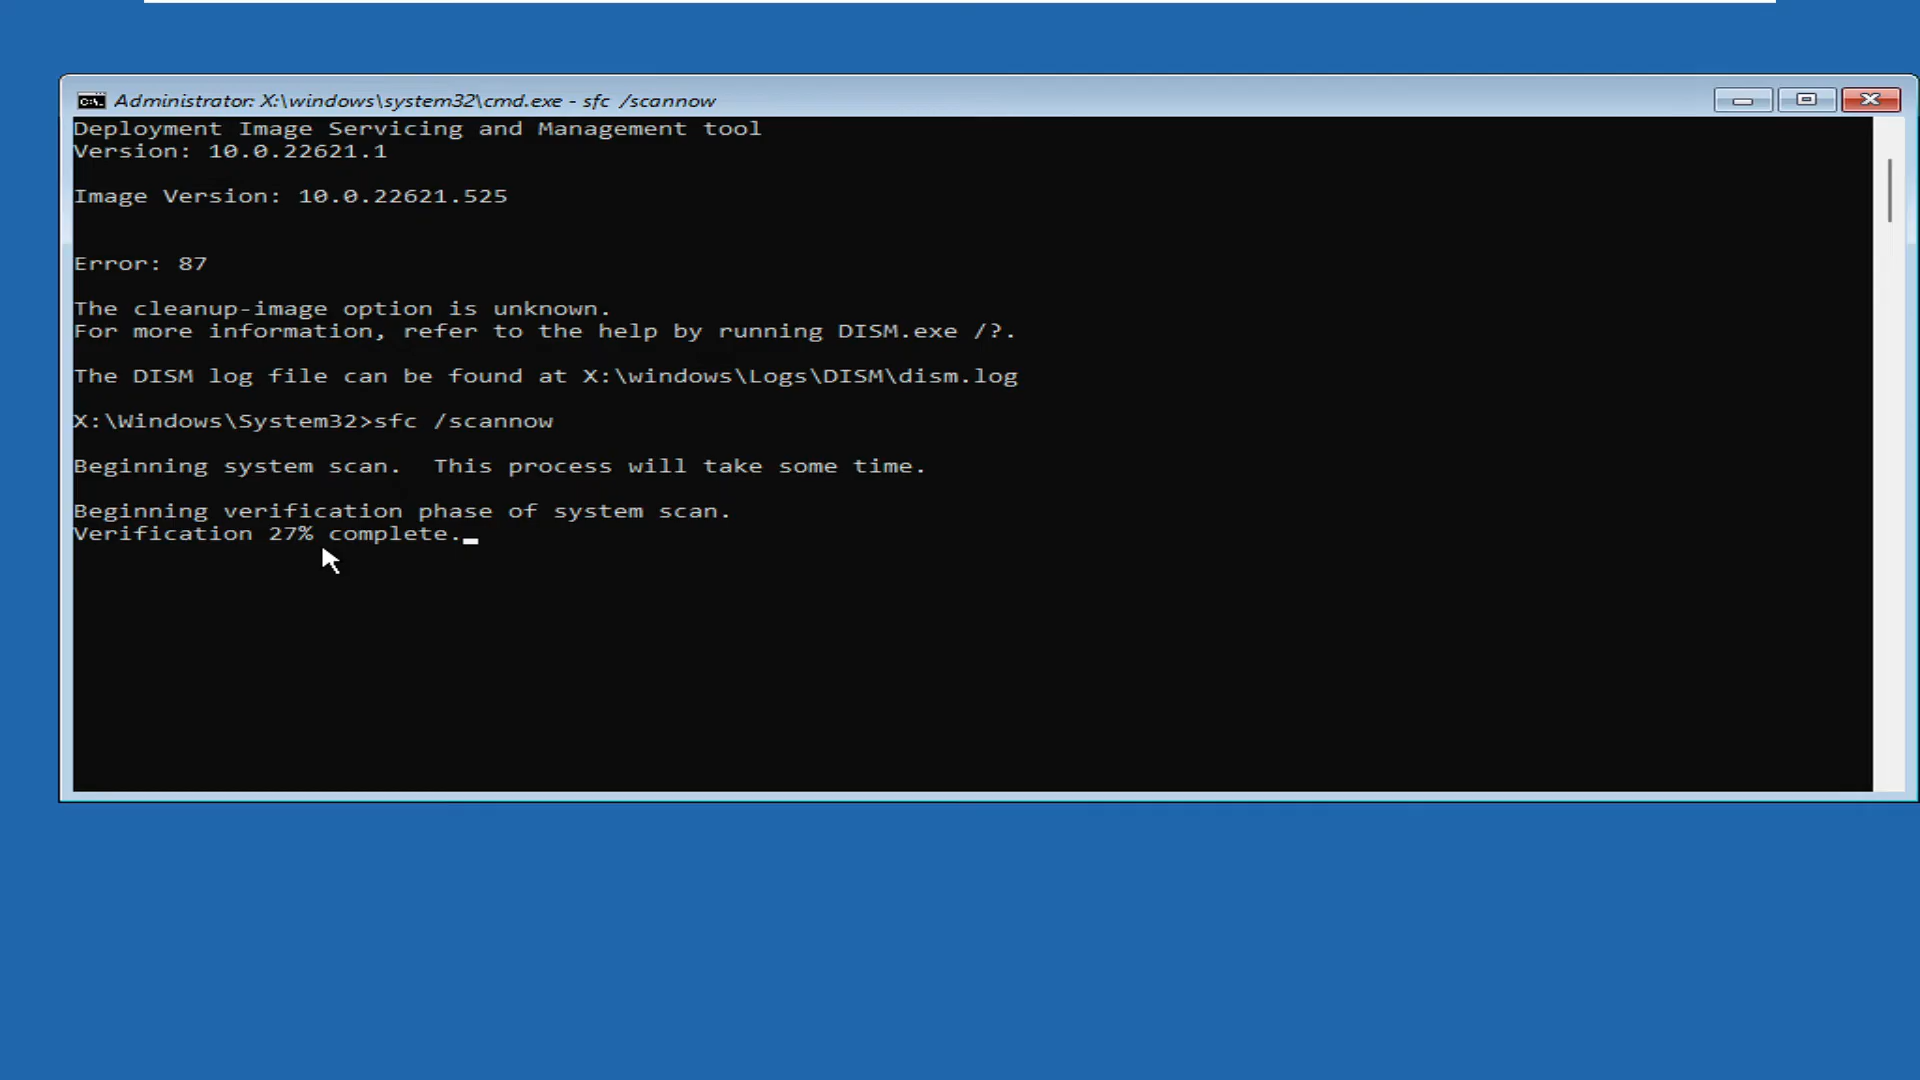 Administrator: X:\windows\system32\cmd.exe - sfc  /scannow
Deployment Image Servicing and Management tool
Version: 10.0.22621.1
Image Version: 10.0.22621.525
Error: 87
The cleanup-image option is unknown.
For more information, refer to the help by running DISM.exe /?.
The DISM log file can be found at X:\windows\Logs\DISM\dism.log
X:\Windows\System32>sfc /scannow
Beginning system scan.  This process will take some time.
Beginning verification phase of system scan.
Verification 27% complete.